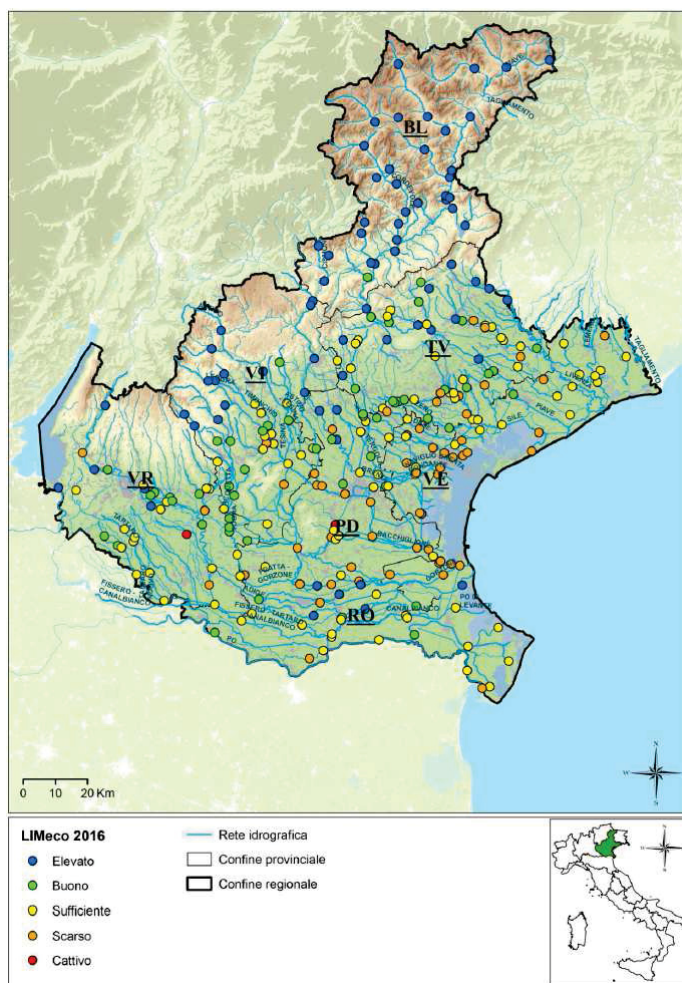 PIAVE
TAGLIAMENTO
BL
TAGLIAMENTO
TV
VI
LIVENZA
PIAVE
SILE
VE
VR
PD
BACCHIGLIONE
FRATTA -
GORZONE
FISSERO -
CANALBIANCO
FISSERO - TARTARO
CANALBIANCO
CANALBIANCO
PO DI
LEVANTE
RO
PO
N
W
E
S
0 10 20 Km
LIMeco 2016
Elevato
Buono
Sufficiente
Scarso
Cattivo
Rete idrografica
Confine provinciale
Confine regionale
N
W
E
S